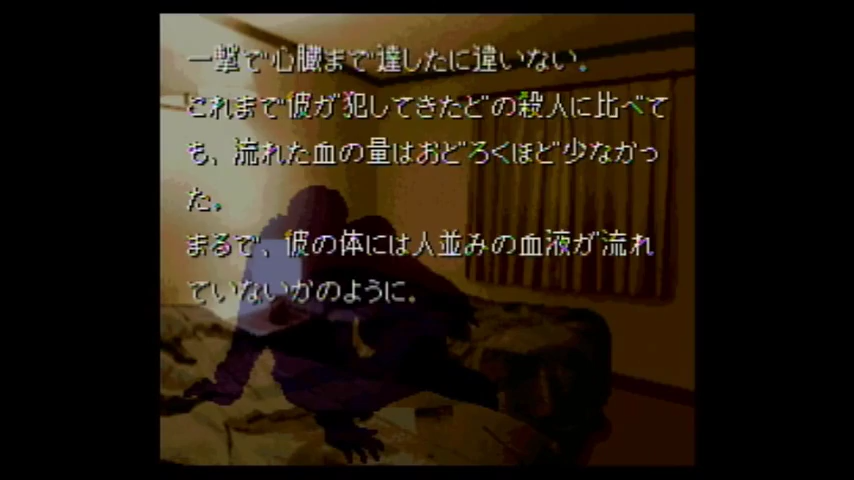 一撃で心臓まで達したに違いない。
これまで彼が犯してきたどの殺人に比べて
も、流れた血の量はおどろくほど少なかっ
た。
まるで、彼の体には人並みの血液が流れ
ていないかのように。